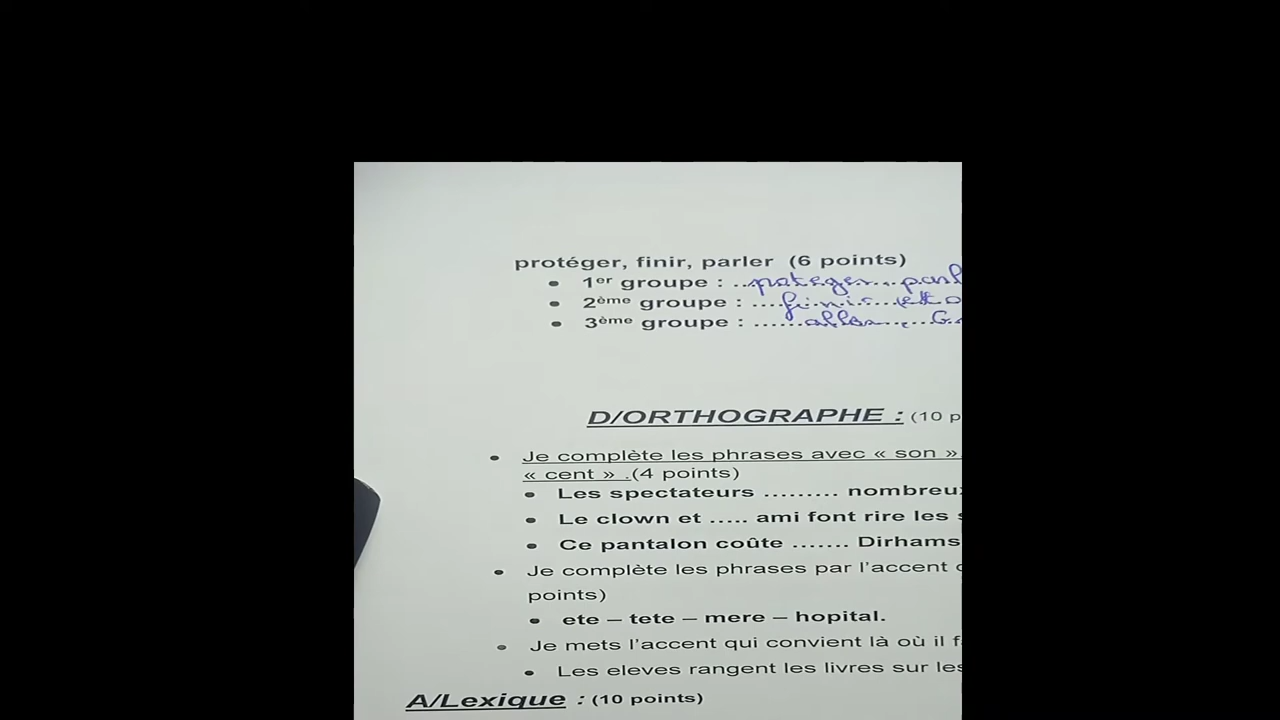 protéger, finir, parler (6 points)
• 1er groupe : ..proteger...parl
• 2ème groupe : ....finir...
• 3ème groupe : ......aller.....
D/ORTHOGRAPHE : (10 p
• Je complète les phrases avec « son »
« cent » .(4 points)
• Les spectateurs ......... nombreux
• Le clown et ..... ami font rire les s
• Ce pantalon coûte ....... Dirhams
• Je complète les phrases par l'accent
points)
• ete – tete – mere – hopital.
• Je mets l'accent qui convient là où il f
• Les eleves rangent les livres sur les
A/Lexique : (10 points)